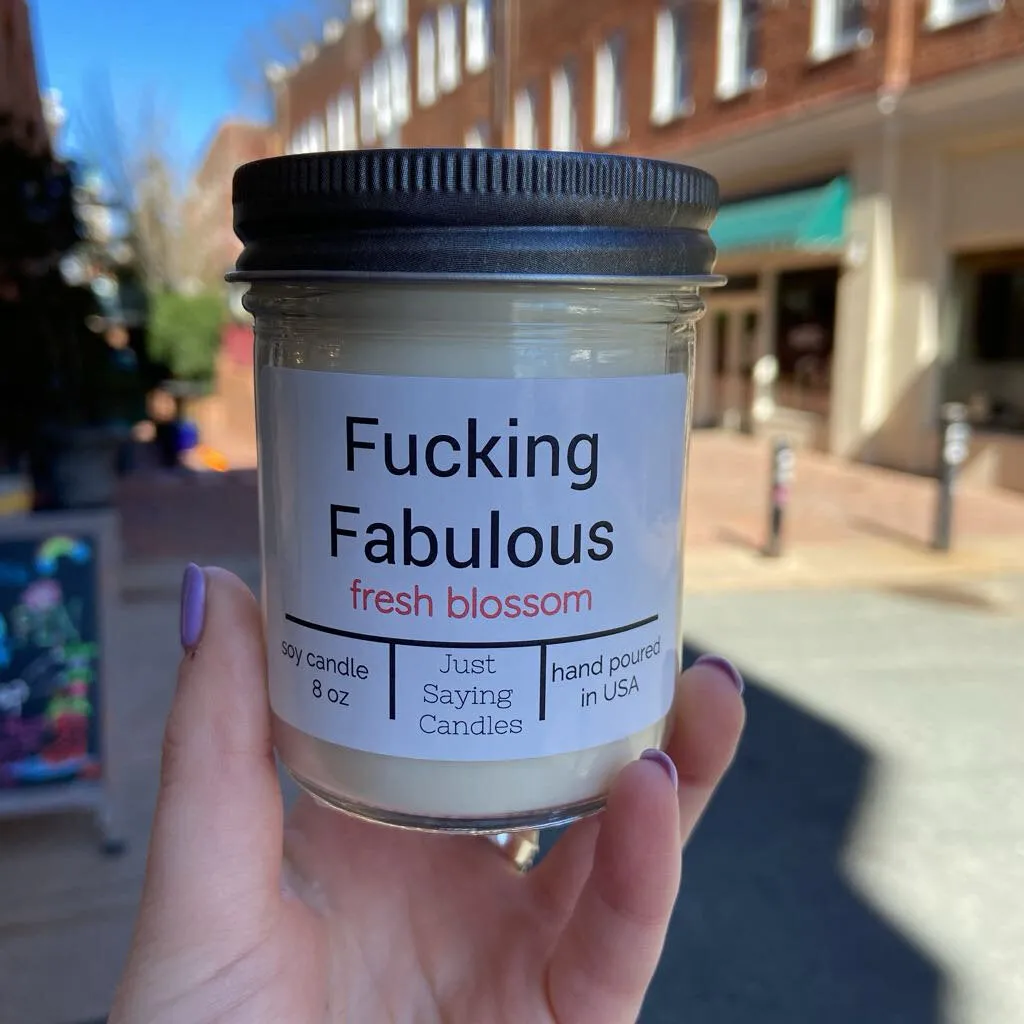 Fucking
Fabulous
fresh blossom
soy candle
8 oz
Just
Saying
Candles
hand poured
in USA